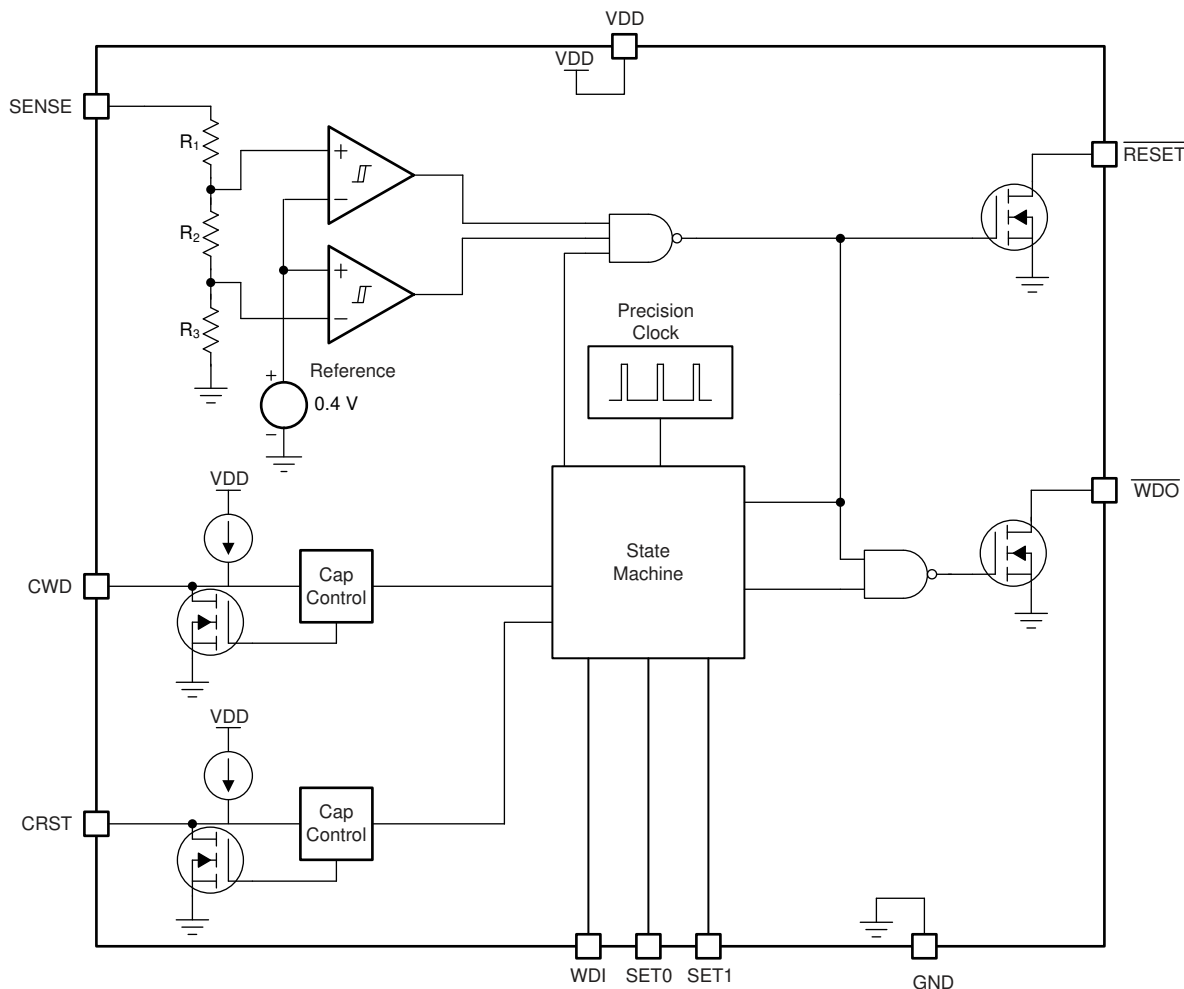 VDD
VDD
SENSE
R1
+
−
RESET
R2
+
−
R3
Precision
Clock
+
Reference
0.4 V
−
VDD
WDO
State
Machine
CWD
Cap
Control
VDD
CRST
Cap
Control
WDI
SET0
SET1
GND